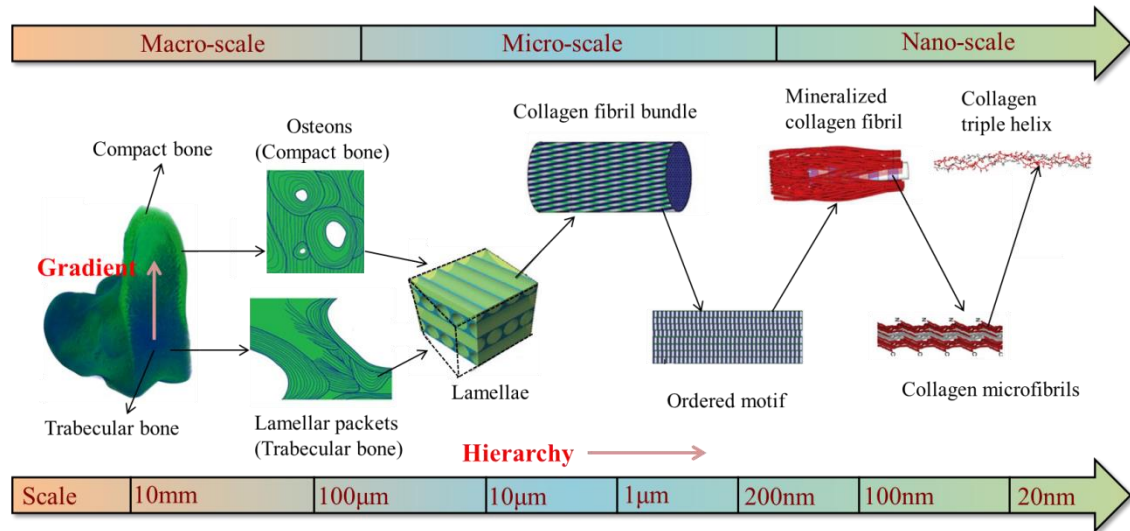 Macro-scale
Micro-scale
Nano-scale
Compact bone
Osteons
(Compact bone)
Collagen fibril bundle
Mineralized
collagen fibril
Collagen
triple helix
Gradient
Trabecular bone
Lamellar packets
(Trabecular bone)
Lamellae
Ordered motif
Collagen microfibrils
Hierarchy
Scale
10mm
100μm
10μm
1μm
200nm
100nm
20nm